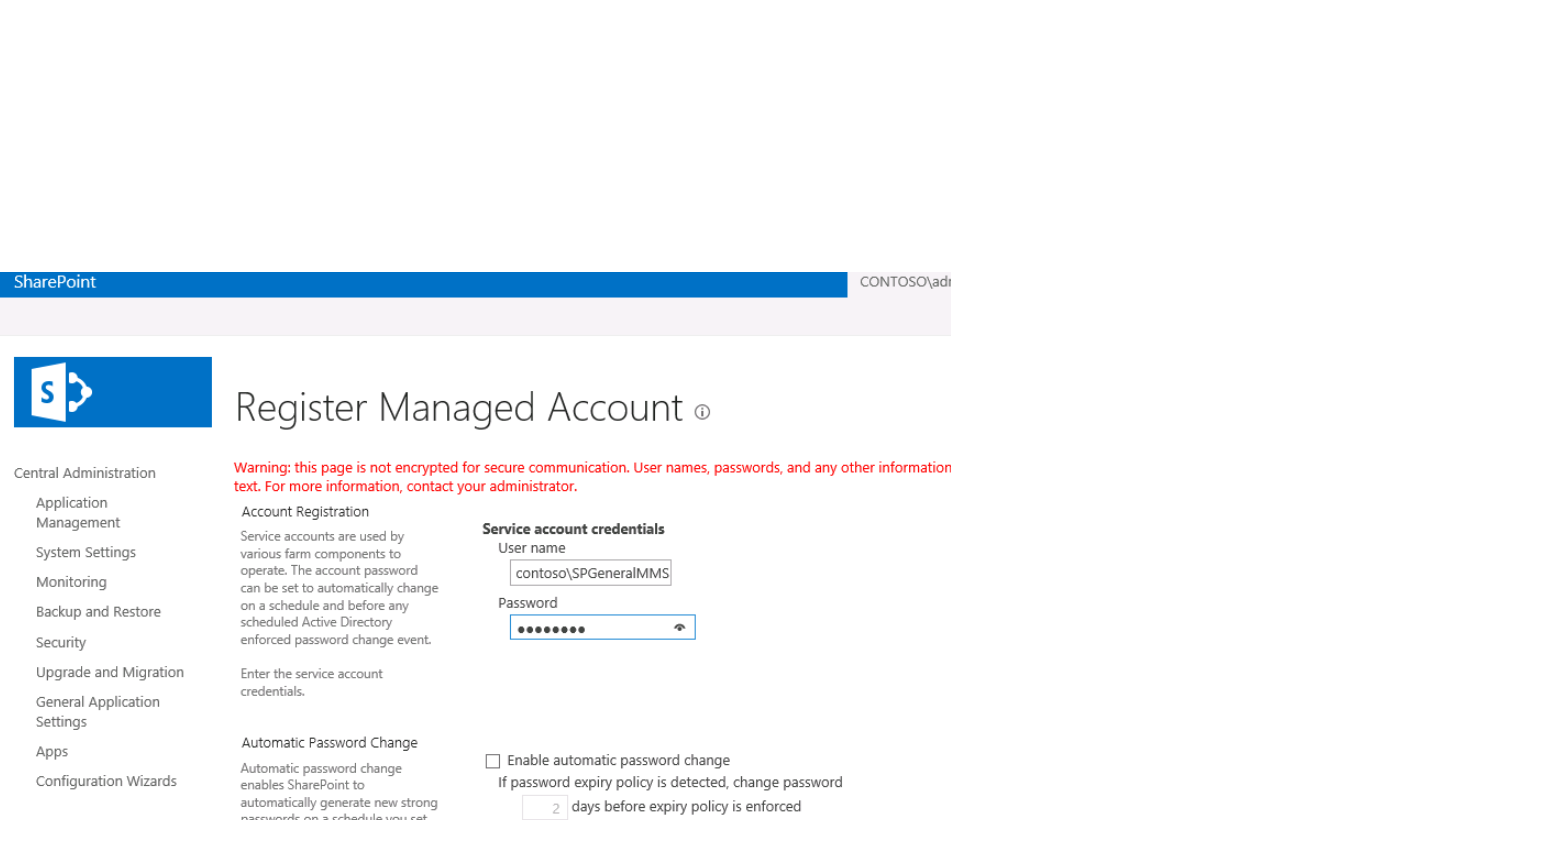 SharePoint
CONTOSO\adr
S
Register Managed Account
Warning: this page is not encrypted for secure communication. User names, passwords, and any other information
text. For more information, contact your administrator.
Central Administration
Application
Management
System Settings
Monitoring
Backup and Restore
Security
Upgrade and Migration
General Application
Settings
Apps
Configuration Wizards
Account Registration
Service accounts are used by
various farm components to
operate. The account password
can be set to automatically change
on a schedule and before any
scheduled Active Directory
enforced password change event.
Enter the service account
credentials.
Service account credentials
User name
contoso\SPGeneralMMS
Password
••••••••
Automatic Password Change
Automatic password change
enables SharePoint to
automatically generate new strong
passwords on a schedule you set.
Enable automatic password change
If password expiry policy is detected, change password
2 days before expiry policy is enforced